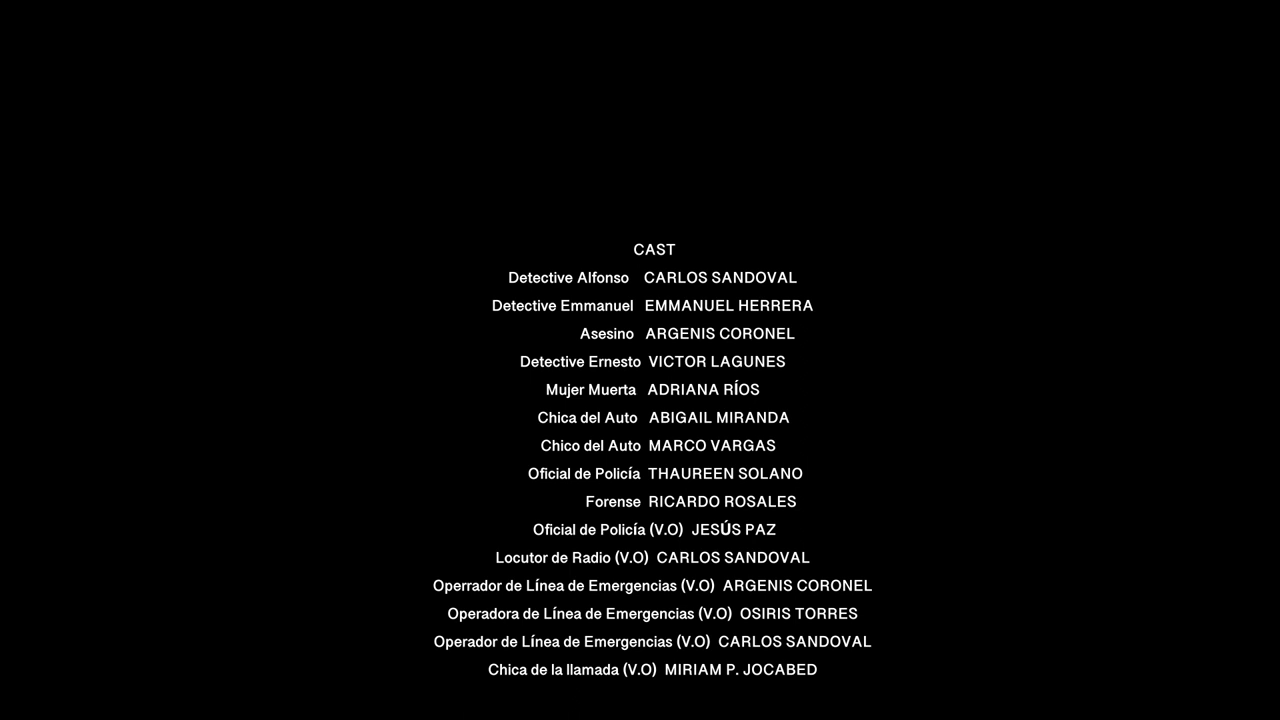 CAST
Detective Alfonso CARLOS SANDOVAL
Detective Emmanuel EMMANUEL HERRERA
Asesino ARGENIS CORONEL
Detective Ernesto VICTOR LAGUNES
Mujer Muerta ADRIANA RÍOS
Chica del Auto ABIGAIL MIRANDA
Chico del Auto MARCO VARGAS
Oficial de Policía THAUREEN SOLANO
Forense RICARDO ROSALES
Oficial de Policía (V.O) JESÚS PAZ
Locutor de Radio (V.O) CARLOS SANDOVAL
Operrador de Línea de Emergencias (V.O) ARGENIS CORONEL
Operadora de Línea de Emergencias (V.O) OSIRIS TORRES
Operador de Línea de Emergencias (V.O) CARLOS SANDOVAL
Chica de la llamada (V.O) MIRIAM P. JOCABED